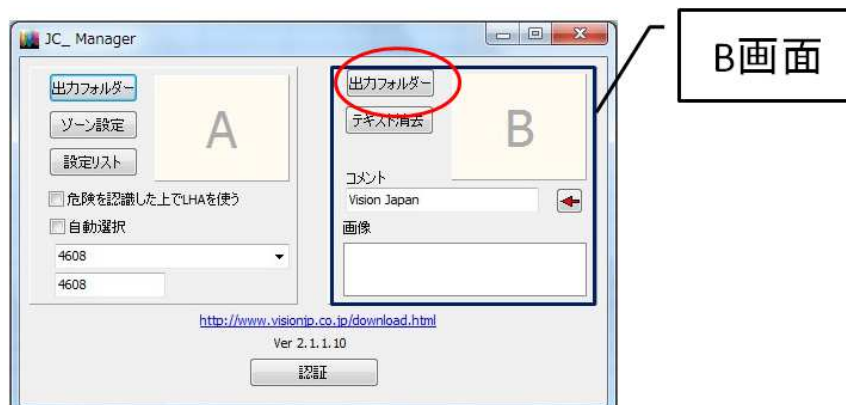 JC_ Manager
出力フォルダー
ゾーン設定
設定リスト
A
危険を認識した上でLHAを使う
自動選択
4608
4608
出力フォルダー
テキスト消去
B
コメント
Vision Japan
画像
http://www.visionjp.co.jp/download.html
Ver 2.1.1.10
認証
B画面